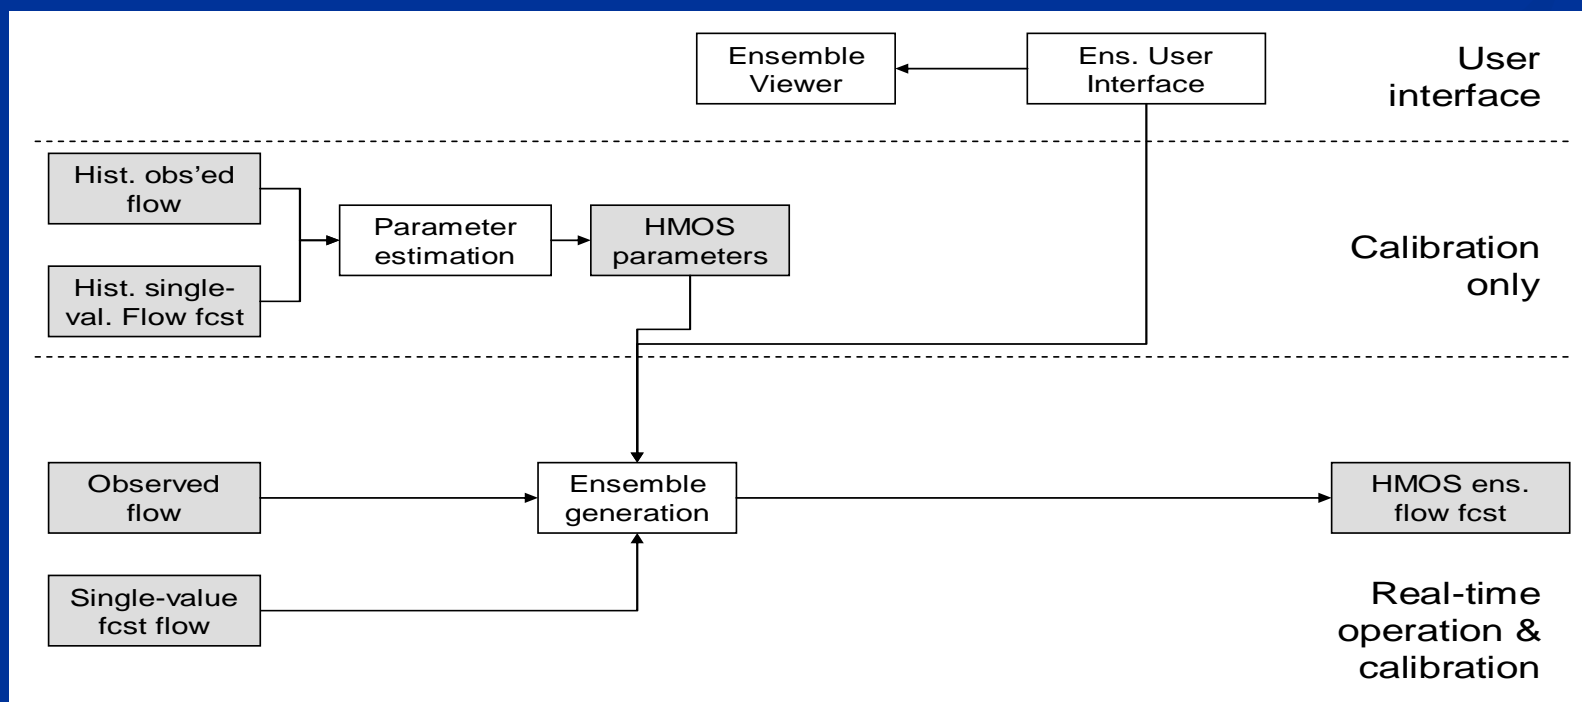 Ensemble
Viewer
Ens. User
Interface
User
interface
Hist. obs’ed
flow
Parameter
estimation
HMOS
parameters
Hist. single-
val. Flow fcst
Calibration
only
Observed
flow
Ensemble
generation
HMOS ens.
flow fcst
Single-value
fcst flow
Real-time
operation &
calibration